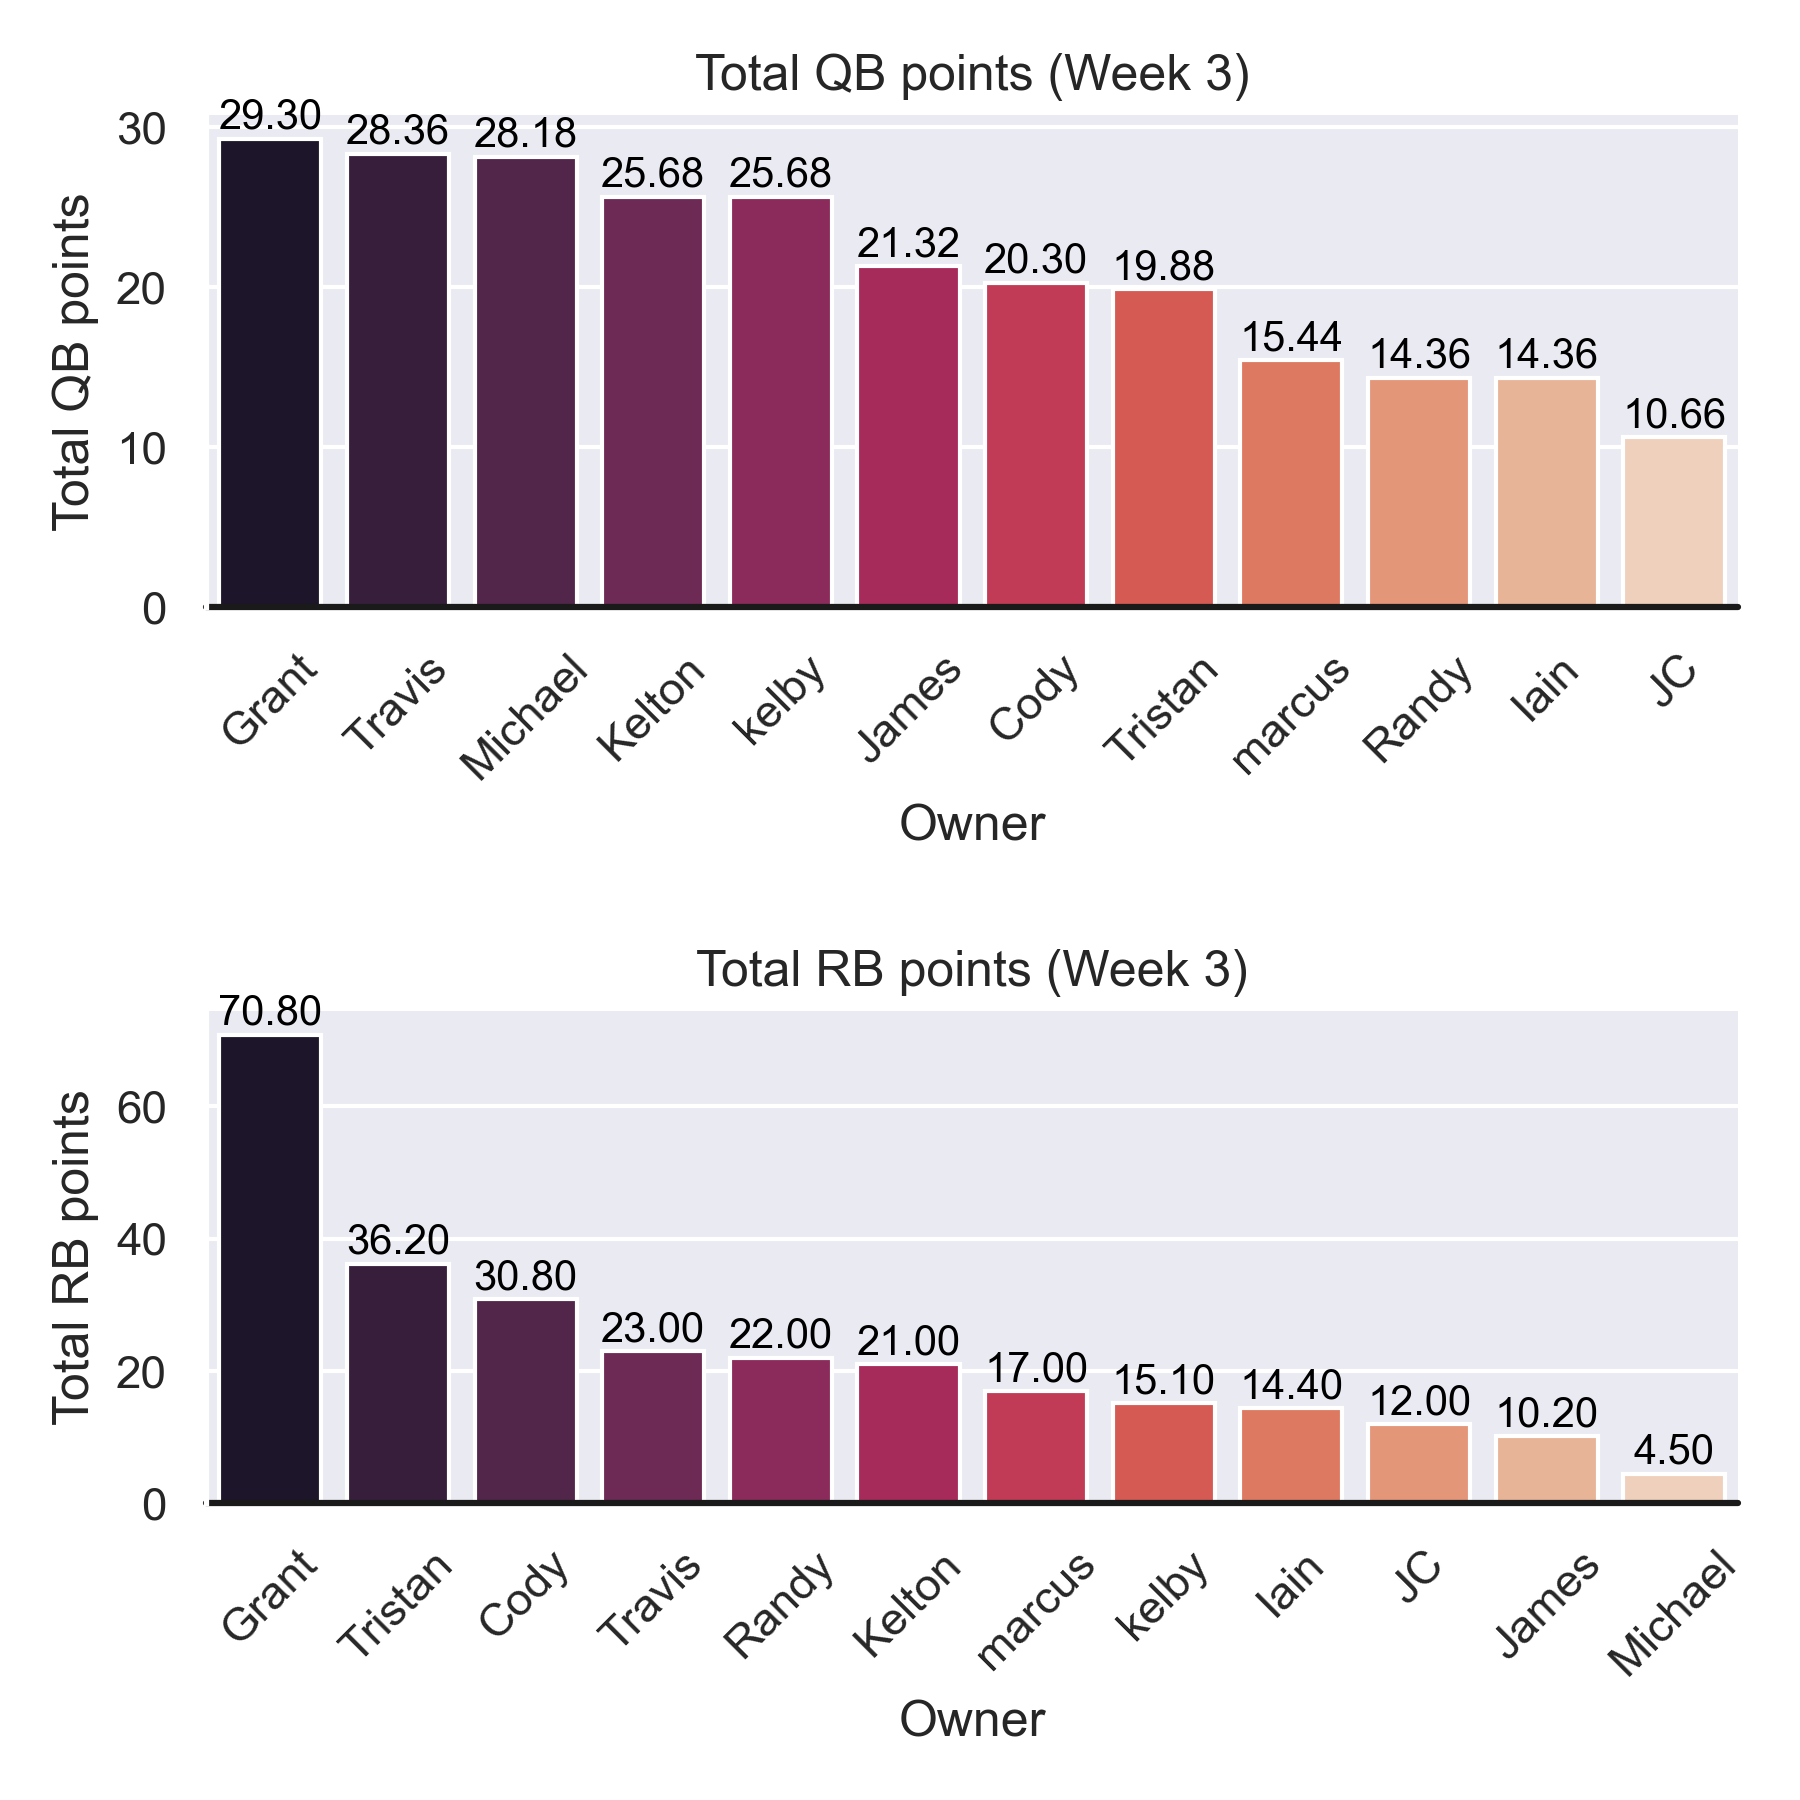 Total QB points (Week 3)
Total QB points
30
20
10
0
29.30 28.36 28.18 25.68 25.68 21.32 20.30 19.88 15.44 14.36 14.36 10.66
Grant Travis Michael Kelton kelby James Cody Tristan marcus Randy Iain JC
Owner
Total RB points (Week 3)
Total RB points
60
40
20
0
70.80 36.20 30.80 23.00 22.00 21.00 17.00 15.10 14.40 12.00 10.20 4.50
Grant Tristan Cody Travis Randy Kelton marcus kelby Iain JC James Michael
Owner